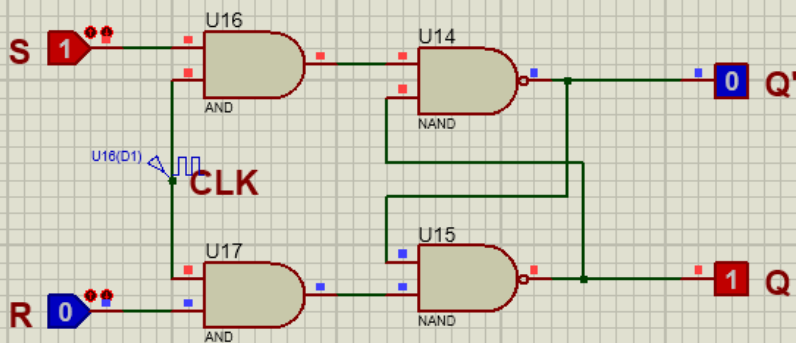 U16
S
1
AND
U14
NAND
0
Q'
U16(D1)
CLK
U17
R
0
AND
U15
NAND
1
Q